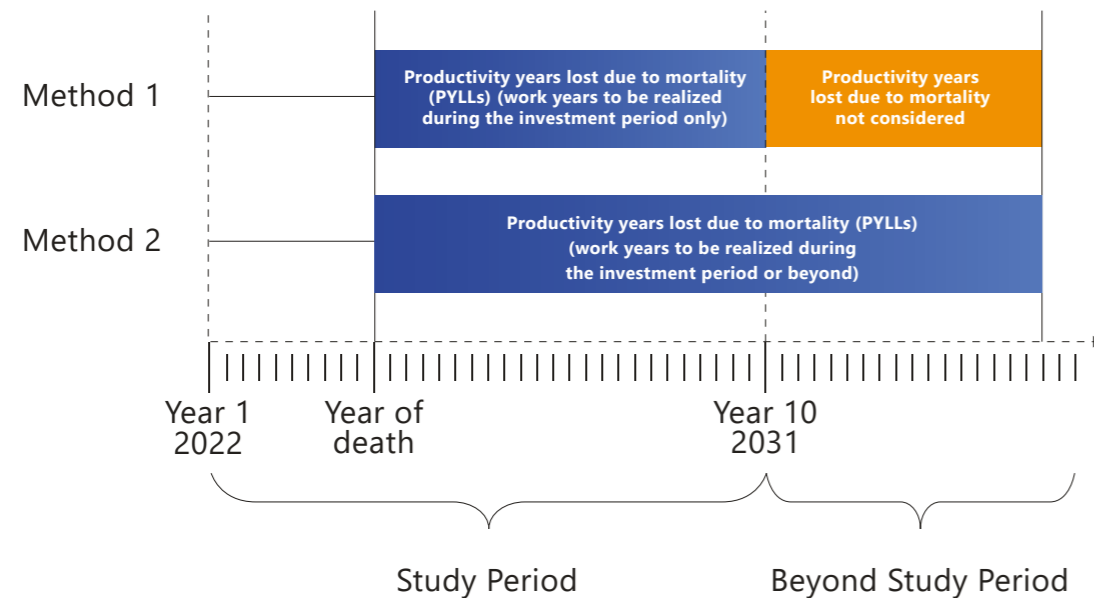 Method 1
Productivity years lost due to mortality
(PYLLs) (work years to be realized
during the investment period only)
Productivity years
lost due to mortality
not considered
Method 2
Productivity years lost due to mortality (PYLLs)
(work years to be realized during
the investment period or beyond)
Year 1
2022
Year of
death
Year 10
2031
Study Period
Beyond Study Period